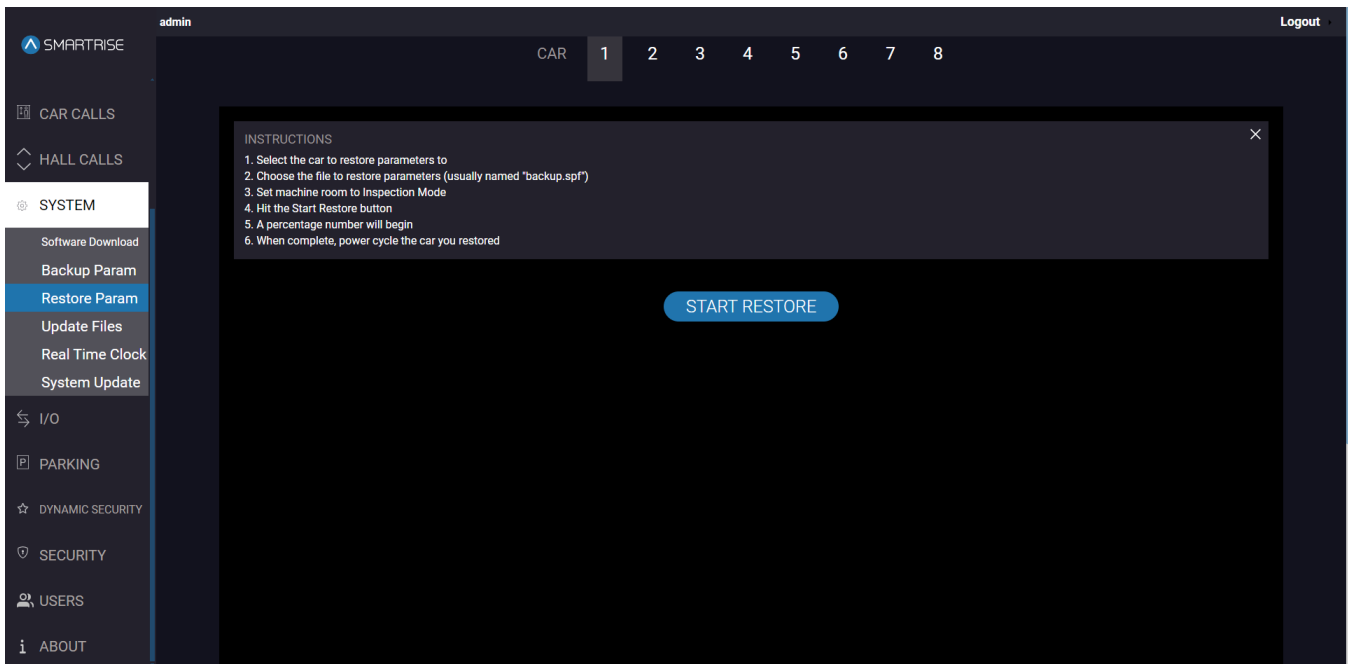 admin
Logout
SMARTRISE
CAR 1 2 3 4 5 6 7 8
CAR CALLS
HALL CALLS
SYSTEM
Software Download
Backup Param
Restore Param
Update Files
Real Time Clock
System Update
I/O
PARKING
DYNAMIC SECURITY
SECURITY
USERS
ABOUT
INSTRUCTIONS
1. Select the car to restore parameters to
2. Choose the file to restore parameters (usually named "backup.spf")
3. Set machine room to Inspection Mode
4. Hit the Start Restore button
5. A percentage number will begin
6. When complete, power cycle the car you restored
START RESTORE